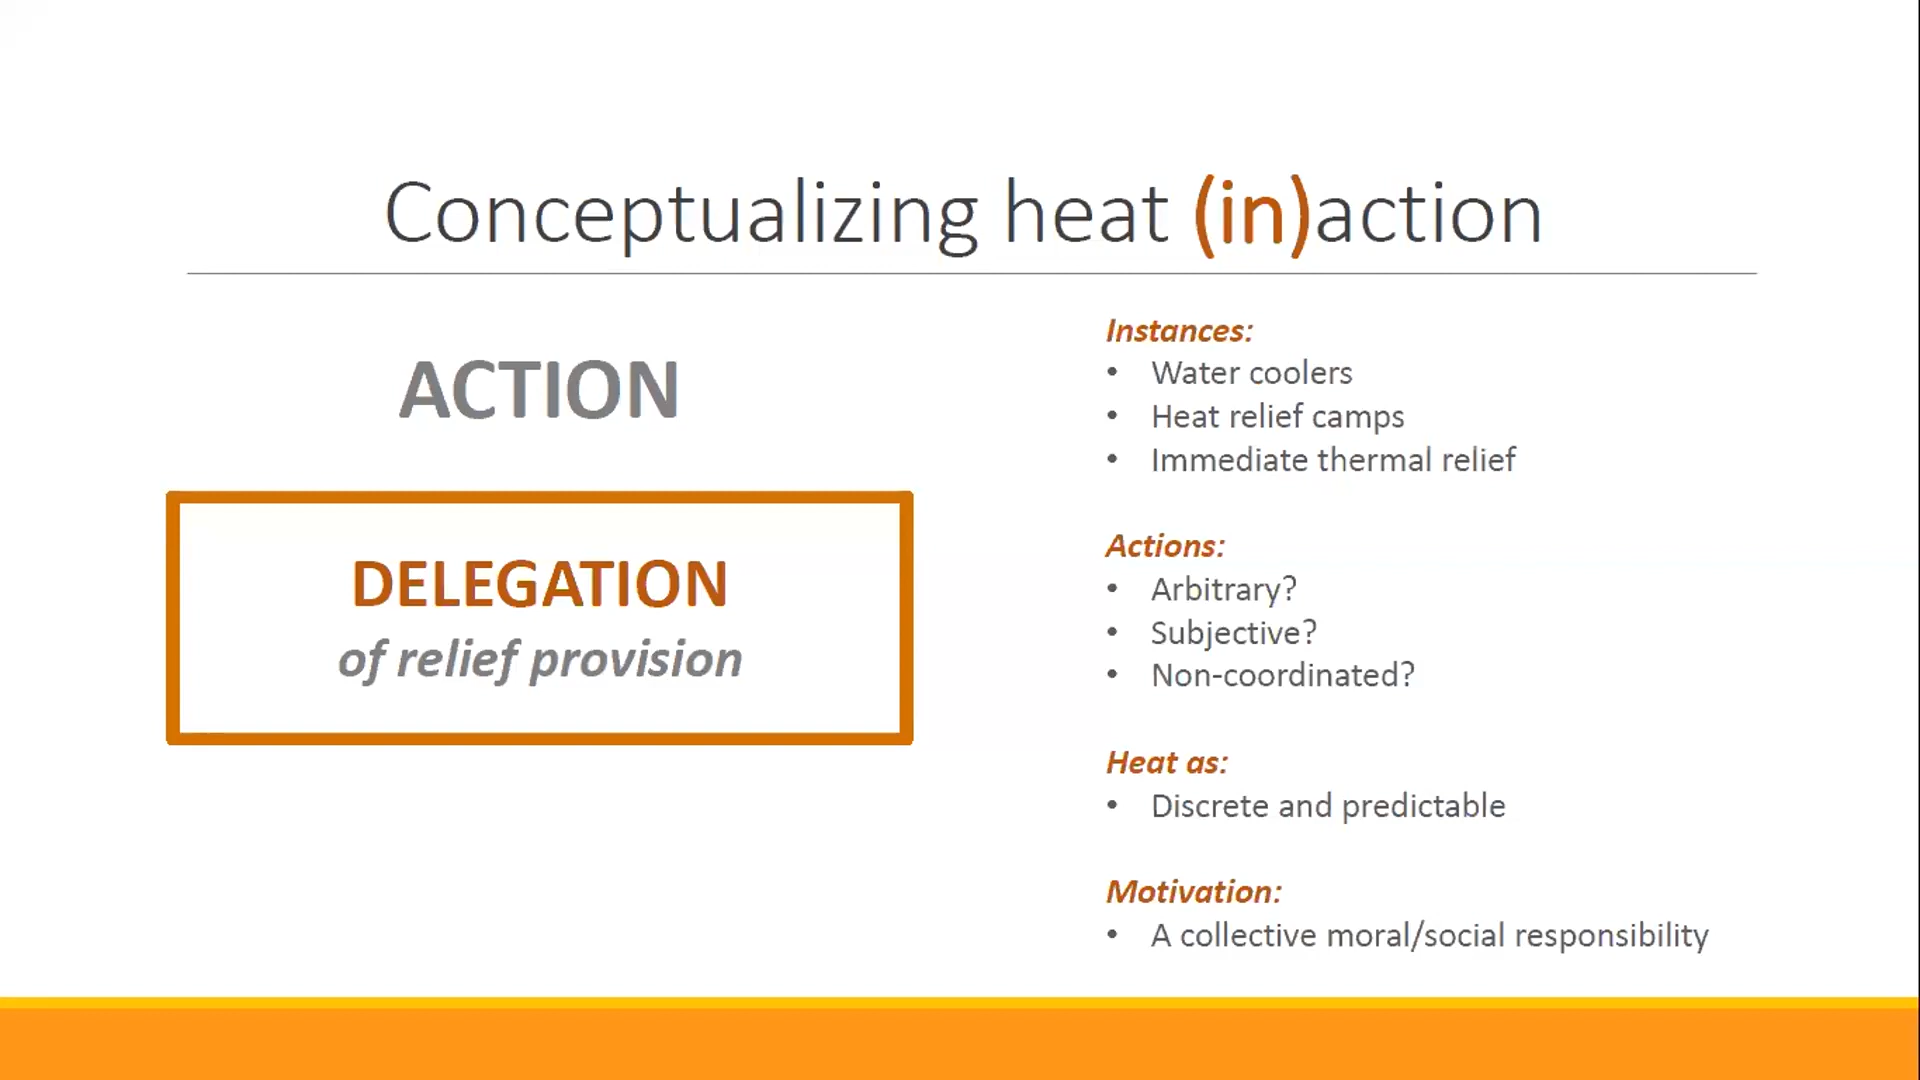 Conceptualizing heat (in)action
ACTION
DELEGATION
of relief provision
Instances:
• Water coolers
• Heat relief camps
• Immediate thermal relief
Actions:
• Arbitrary?
• Subjective?
• Non-coordinated?
Heat as:
• Discrete and predictable
Motivation:
• A collective moral/social responsibility